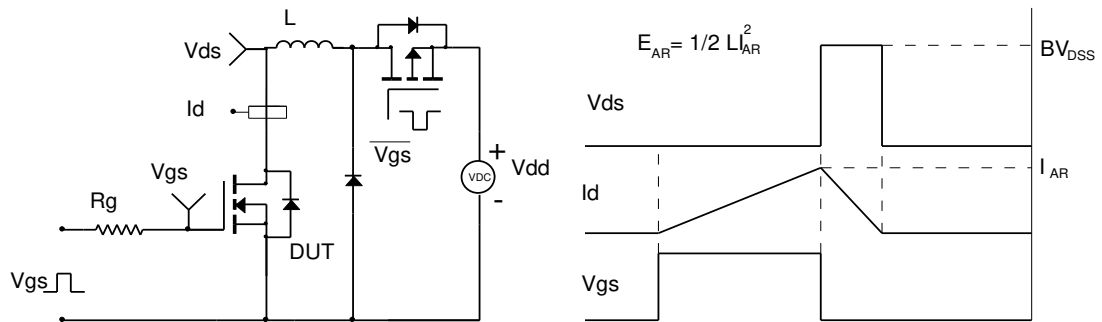 L
Vds
Id
Vgs
Rg
DUT
Vgs
Vgs
VDC
+
Vdd
-
E_AR= 1/2 LI_AR^2
BV_DSS
Vds
I_AR
Id
Vgs